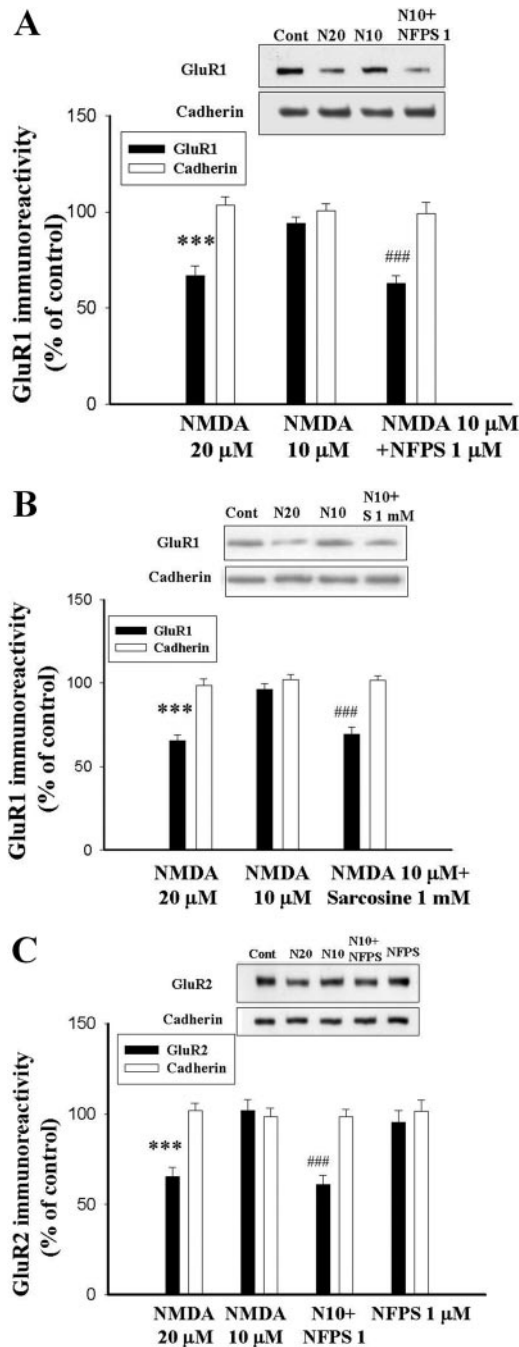 A
Cont N20 N10 N10+
NFPS 1
GluR1
Cadherin
150
GluR1
Cadherin
100
***
###
50
0
GluR1 immunoreactivity
(% of control)
NMDA
20 μM
NMDA
10 μM
NMDA 10 μM
+NFPS 1 μM
B
Cont N20 N10 N10+
S 1 mM
GluR1
Cadherin
150
GluR1
Cadherin
100
***
###
50
0
GluR1 immunoreactivity
(% of control)
NMDA
20 μM
NMDA
10 μM
NMDA 10 μM+
Sarcosine 1 mM
C
Cont N20 N10 N10+
NFPS NFPS
GluR2
Cadherin
150
GluR2
Cadherin
100
***
###
50
0
GluR2 immunoreactivity
(% of control)
NMDA
20 μM
NMDA
10 μM
N10+
NFPS 1
NFPS 1 μM